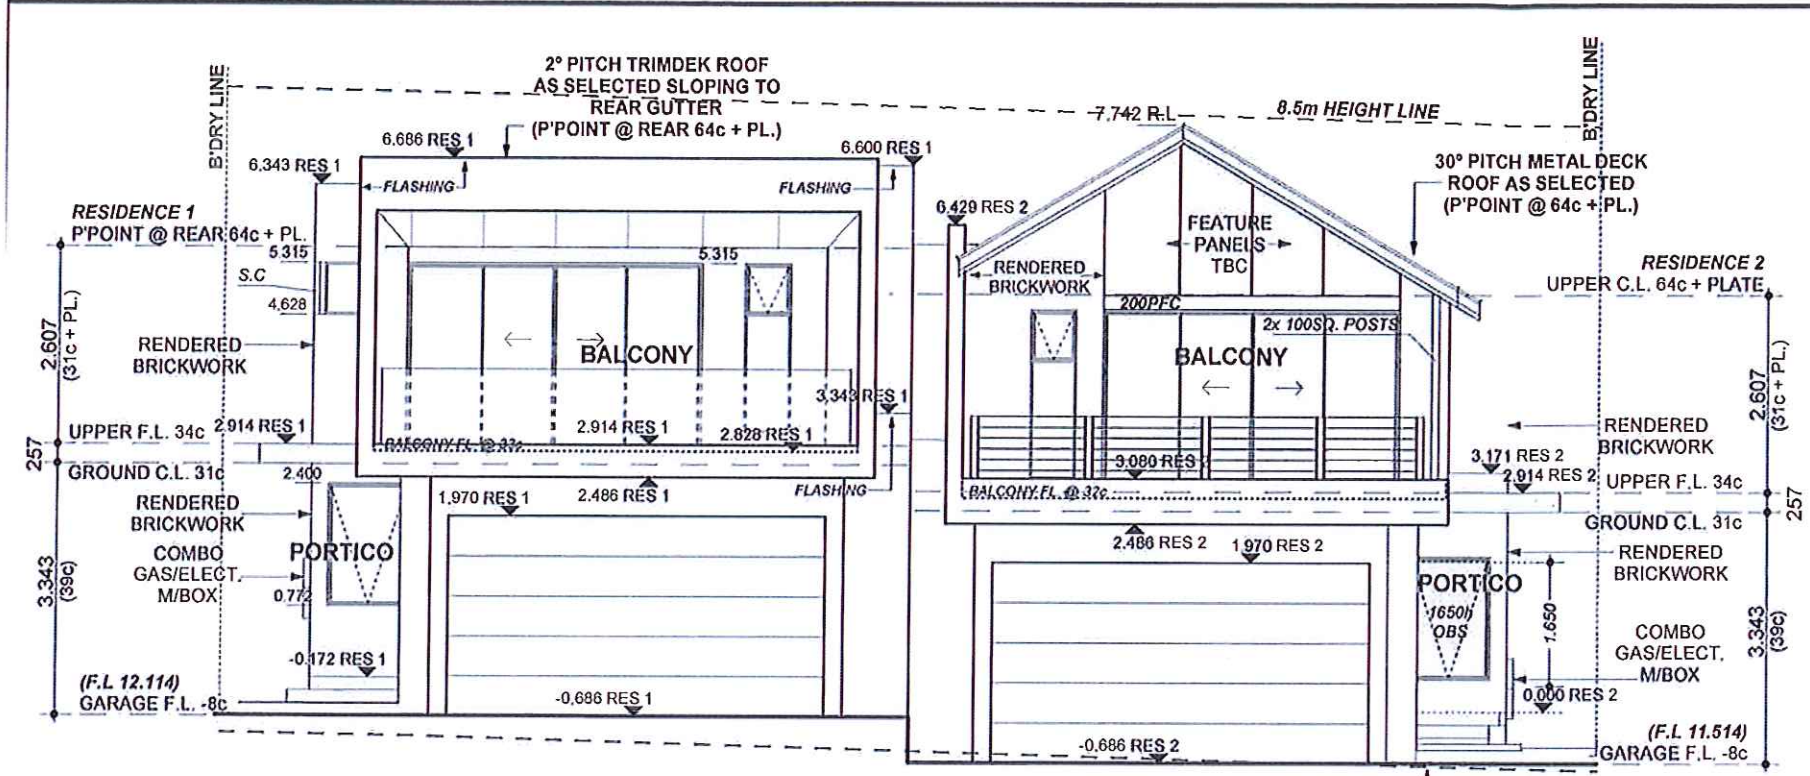 B'DRY LINE
2° PITCH TRIMDEK ROOF
AS SELECTED SLOPING TO
REAR GUTTER
(P'POINT @ REAR 64c + PL.)
8.5m HEIGHT LINE
B'DRY LINE
7,742 R.L
6.686 RES 1
6.600 RES 1
6.343 RES 1
FLASHING
FLASHING
30° PITCH METAL DECK
ROOF AS SELECTED
(P'POINT @ 64c + PL.)
RESIDENCE 1
P'POINT @ REAR 64c + PL.
5.315
S.C
4.628
5.315
6.429 RES 2
FEATURE
PANELS
TBC
RENDERED
BRICKWORK
RESIDENCE 2
UPPER C.L. 64c + PLATE
200PFC
2x 100SQ. POSTS
2.607
(31c + PL.)
RENDERED
BRICKWORK
BALCONY
BALCONY
2.607
(31c + PL.)
3,343 RES 1
2.914 RES 1
UPPER F.L. 34c
2.914 RES 1
2.828 RES 1
BALCONY FL. @ 33c
RENDERED
BRICKWORK
257
GROUND C.L. 31c
2.400
3.080 RES 2
3.171 RES 2
2.914 RES 2
UPPER F.L. 34c
1.970 RES 1
2.486 RES 1
FLASHING
BALCONY FL. @ 32c
257
GROUND C.L. 31c
RENDERED
BRICKWORK
2.486 RES 2
1.970 RES 2
RENDERED
BRICKWORK
COMBO
GAS/ELECT.
M/BOX
PORTICO
0.772
PORTICO
1650h
OBS
1.650
3.343
(39c)
3.343
(39c)
COMBO
GAS/ELECT.
M/BOX
-0.172 RES 1
(F.L 12.114)
GARAGE F.L. -8c
-0,686 RES 1
0.000 RES 2
-0,686 RES 2
(F.L 11.514)
GARAGE F.L. -8c